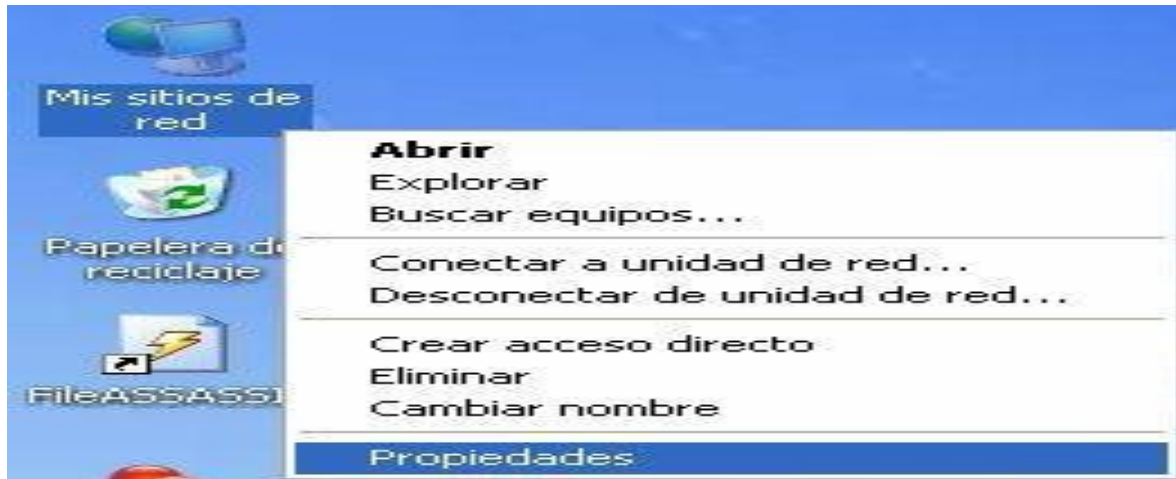 Mis sitios de
red
Abrir
Explorar
Buscar equipos...
Papelera de
reciclaje
Conectar a unidad de red...
Desconectar de unidad de red...
Crear acceso directo
Eliminar
Cambiar nombre
FileASSASSI
Propiedades